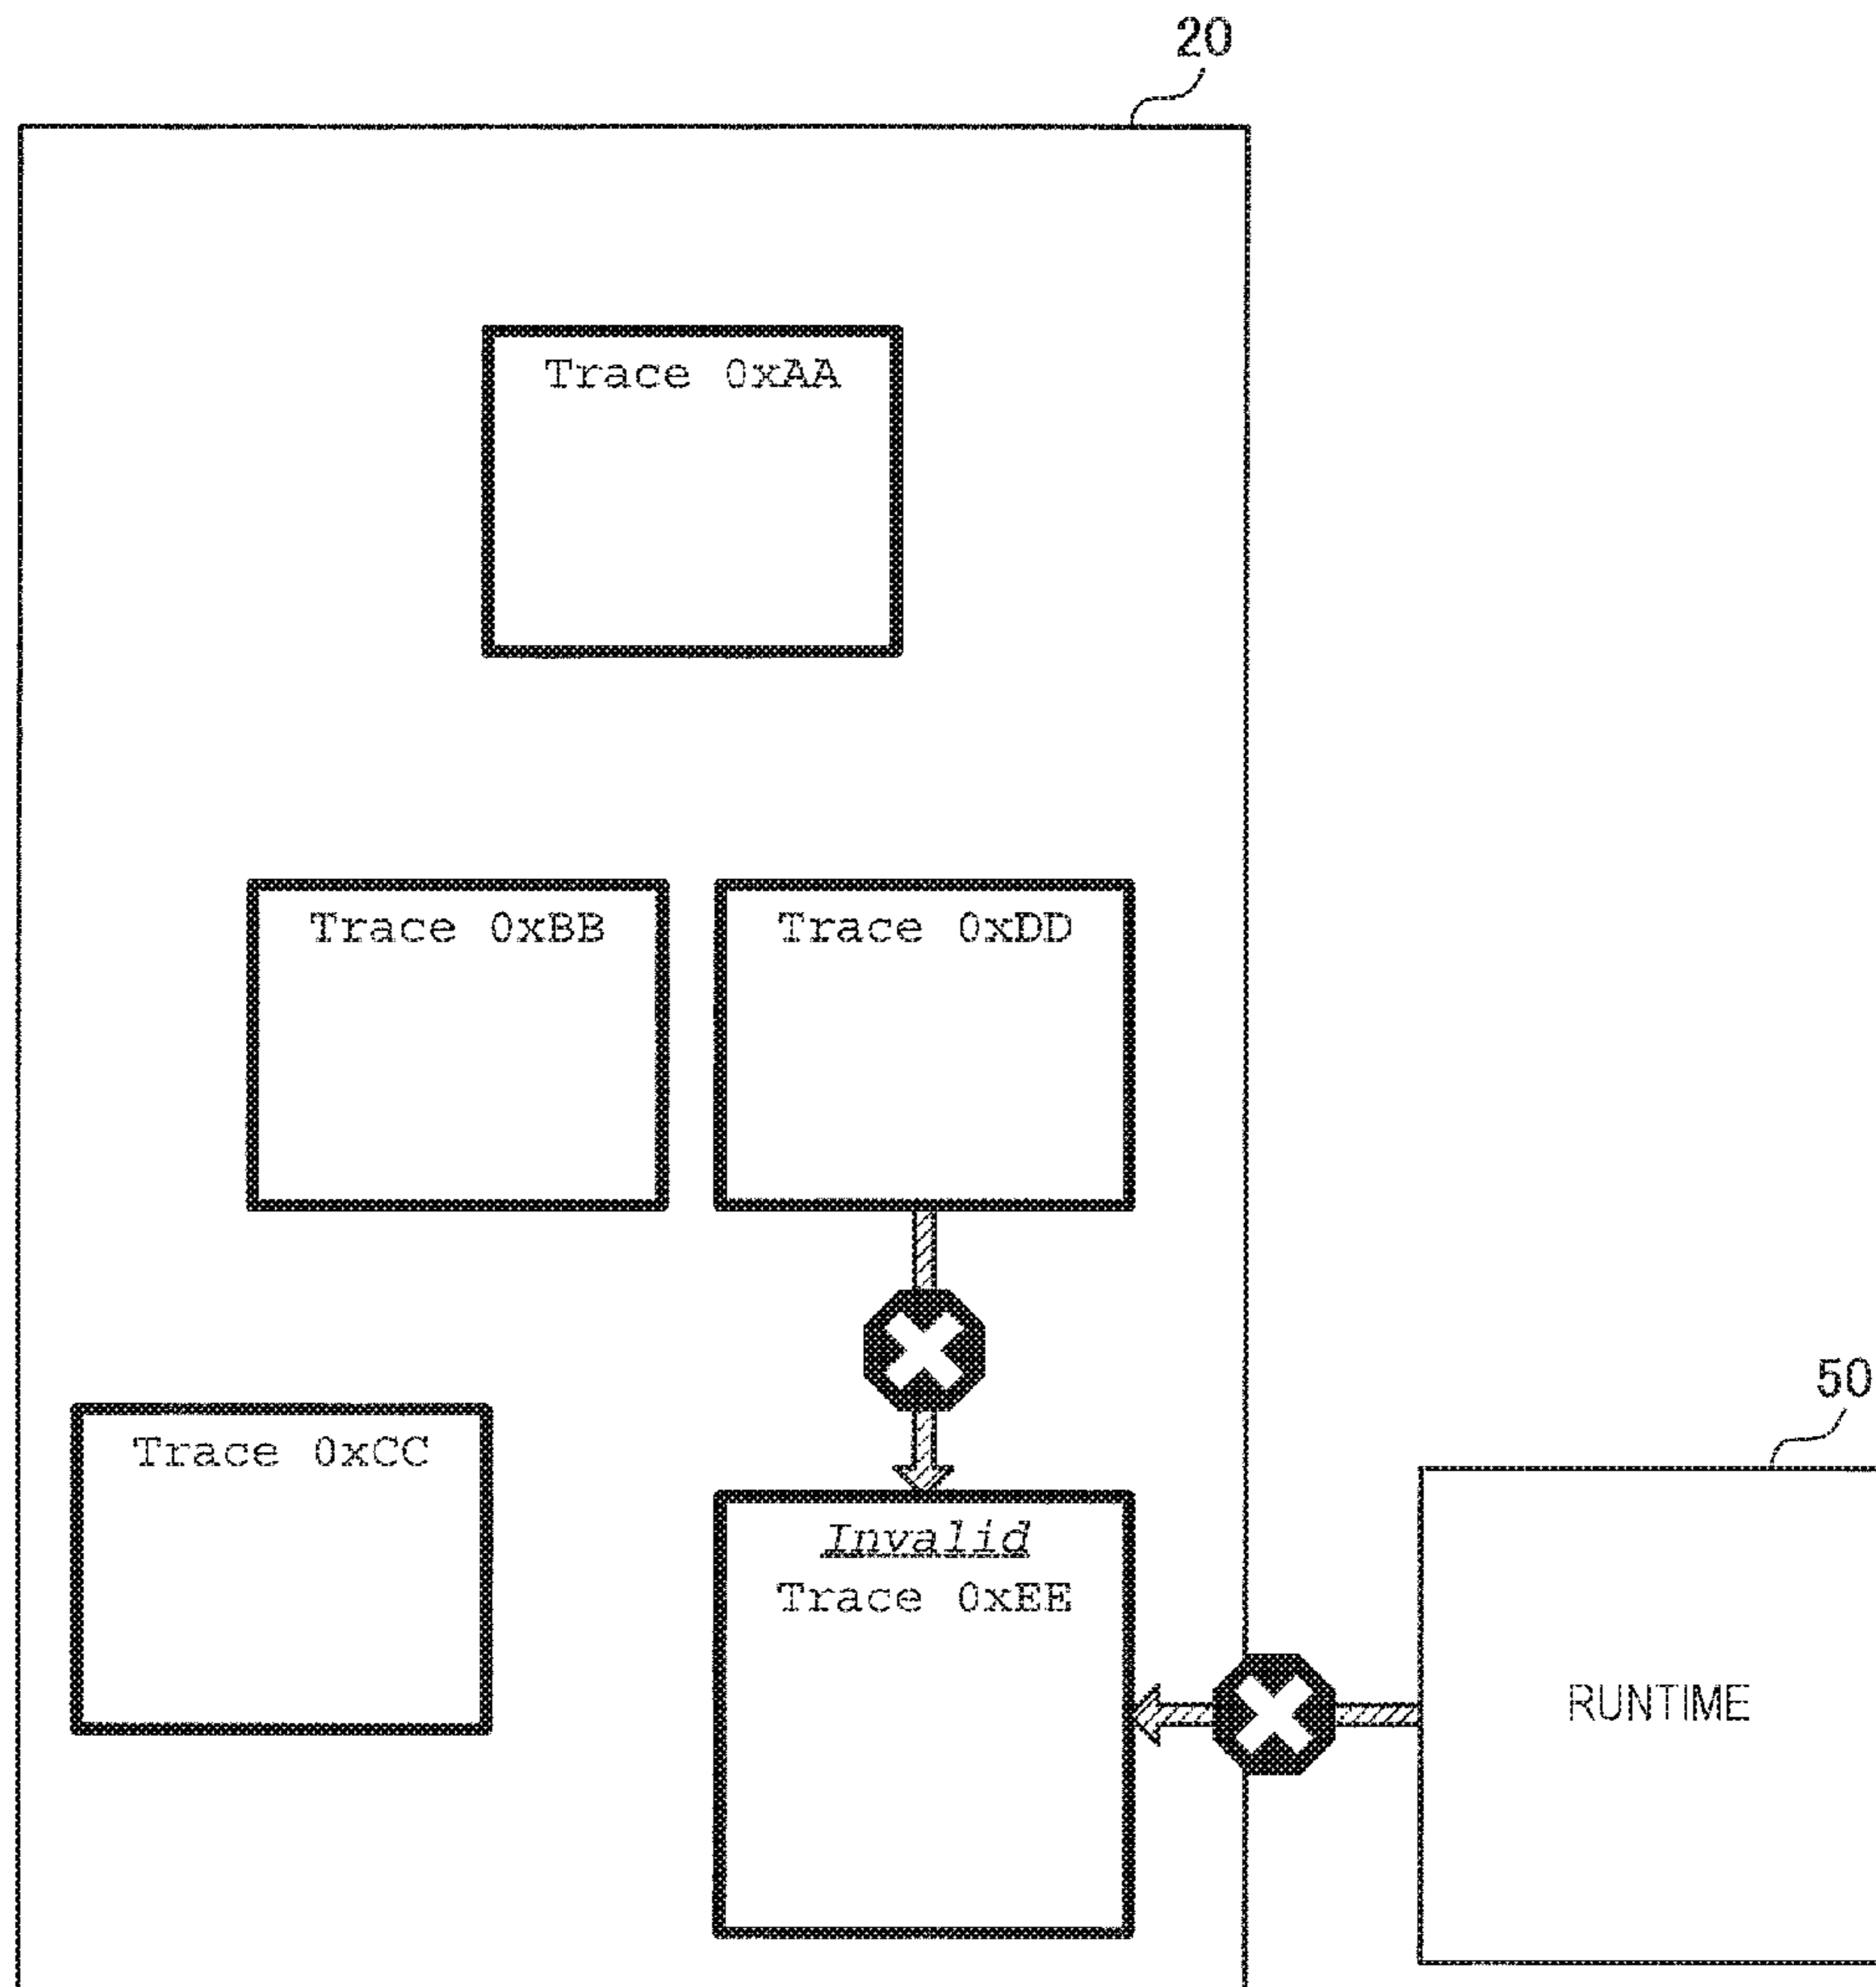 20
Trace 0xAA
Trace 0xBB
Trace 0xDD
Trace 0xCC
50
Invalid
Trace 0xEE
RUNTIME